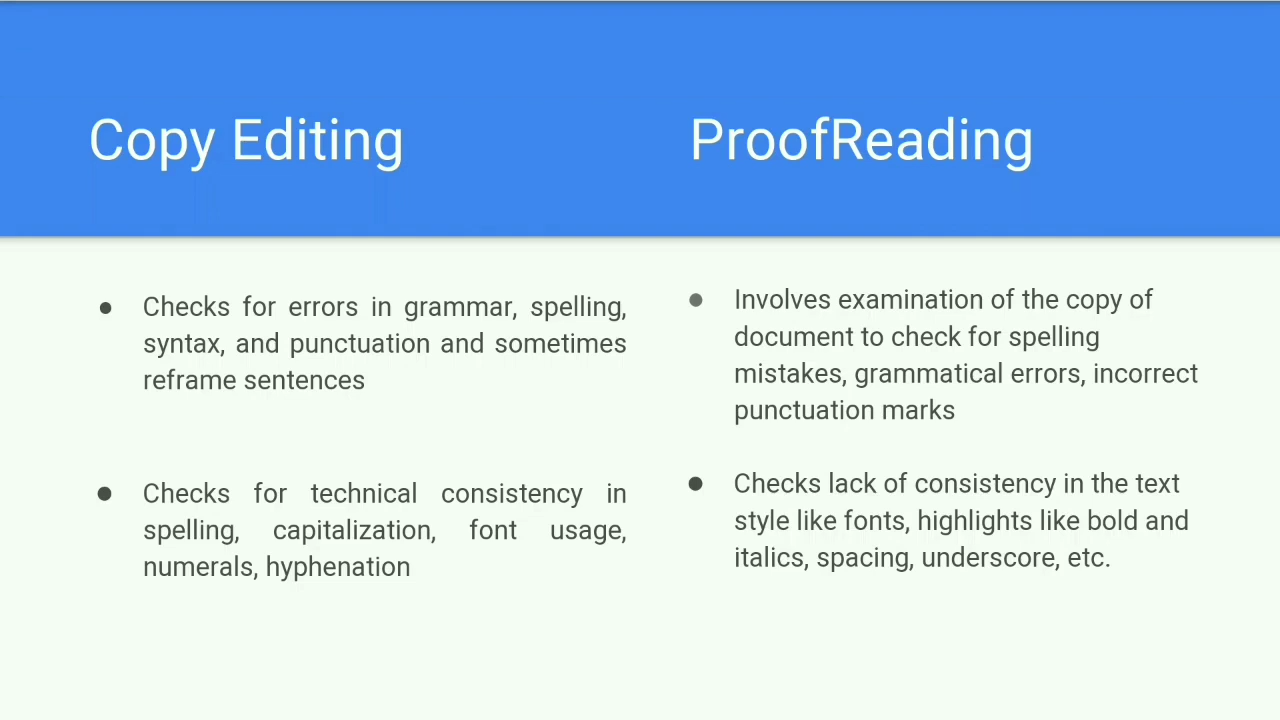 Copy Editing
Checks for errors in grammar, spelling,
syntax, and punctuation and sometimes
reframe sentences
Checks for technical consistency in
spelling, capitalization, font usage,
numerals, hyphenation
ProofReading
Involves examination of the copy of
document to check for spelling
mistakes, grammatical errors, incorrect
punctuation marks
Checks lack of consistency in the text
style like fonts, highlights like bold and
italics, spacing, underscore, etc.